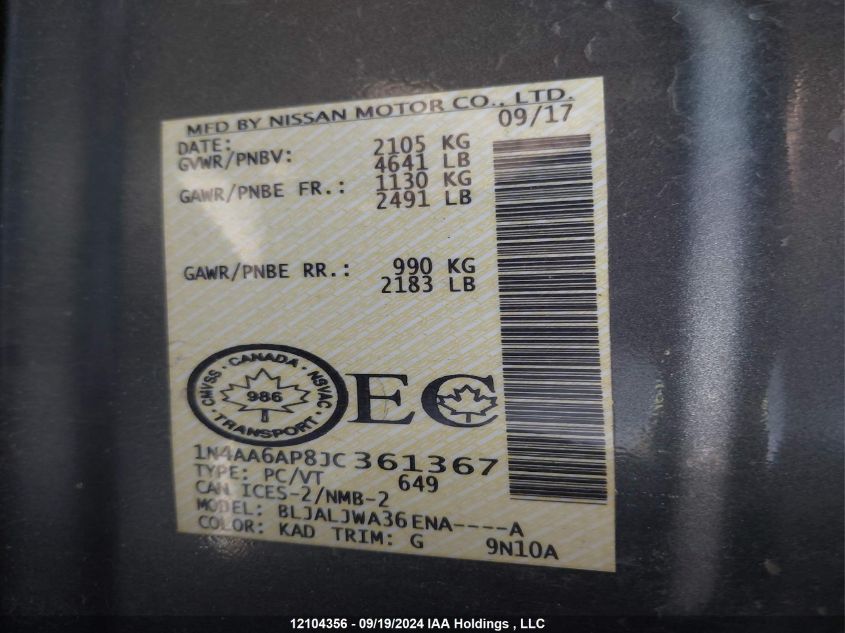 MFD BY NISSAN MOTOR CO., LTD.
DATE: 09/17
GVWR/PNBV: 2105 KG
4641 LB
GAWR/PNBE FR.: 1130 KG
2491 LB
GAWR/PNBE RR.: 990 KG
2183 LB
CANADA
CMVSS · NSVAC
986
TRANSPORT
EC
1N4AA6AP8JC361367
TYPE: PC/VT 649
CAN ICES-2/NMB-2
MODEL: BLJALJWA36ENA----A
COLOR: KAD TRIM: G 9N10A
12104356 - 09/19/2024 IAA Holdings , LLC